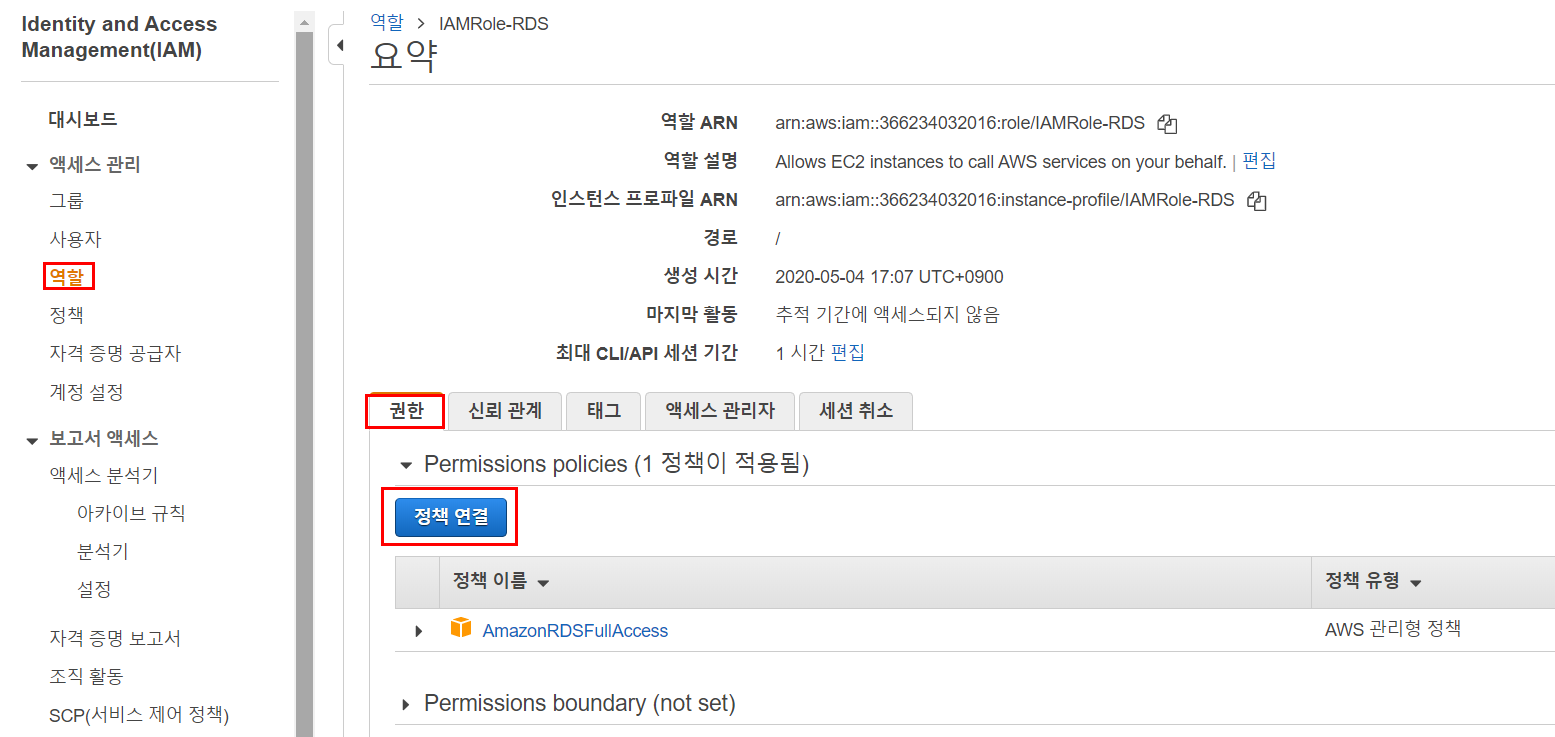 Identity and Access
Management(IAM)
대시보드
액세스 관리
그룹
사용자
역할
정책
자격 증명 공급자
계정 설정
보고서 액세스
액세스 분석기
아카이브 규칙
분석기
설정
자격 증명 보고서
조직 활동
SCP(서비스 제어 정책)
역할 > IAMRole-RDS
요약
역할 ARN arn:aws:iam::366234032016:role/IAMRole-RDS
역할 설명 Allows EC2 instances to call AWS services on your behalf. | 편집
인스턴스 프로파일 ARN arn:aws:iam::366234032016:instance-profile/IAMRole-RDS
경로 /
생성 시간 2020-05-04 17:07 UTC+0900
마지막 활동 추적 기간에 액세스되지 않음
최대 CLI/API 세션 기간 1 시간 편집
권한 신뢰 관계 태그 액세스 관리자 세션 취소
Permissions policies (1 정책이 적용됨)
정책 연결
정책 이름 정책 유형
AmazonRDSFullAccess AWS 관리형 정책
Permissions boundary (not set)